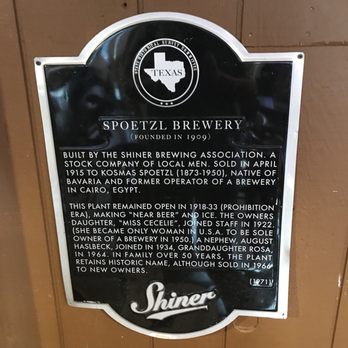 TEXAS
SPOETZL BREWERY
(FOUNDED IN 1909)
BUILT BY THE SHINER BREWING ASSOCIATION. A
STOCK COMPANY OF LOCAL MEN. SOLD IN APRIL
1915 TO KOSMAS SPOETZL (1873-1950), NATIVE OF
BAVARIA AND FORMER OPERATOR OF A BREWERY
IN CAIRO, EGYPT.
THIS PLANT REMAINED OPEN IN 1918-33 (PROHIBITION
ERA), MAKING "NEAR BEER" AND ICE. THE OWNERS
DAUGHTER, "MISS CECELIE", JOINED STAFF IN 1922.
(SHE BECAME ONLY WOMAN IN U.S.A. TO BE SOLE
OWNER OF A BREWERY IN 1950.) A NEPHEW, AUGUST
HASLBECK, JOINED IN 1934, GRANDDAUGHTER ROSA,
IN 1964. IN FAMILY OVER 50 YEARS, THE PLANT
RETAINS HISTORIC NAME, ALTHOUGH SOLD IN 1966
TO NEW OWNERS.
(1971)
Shiner